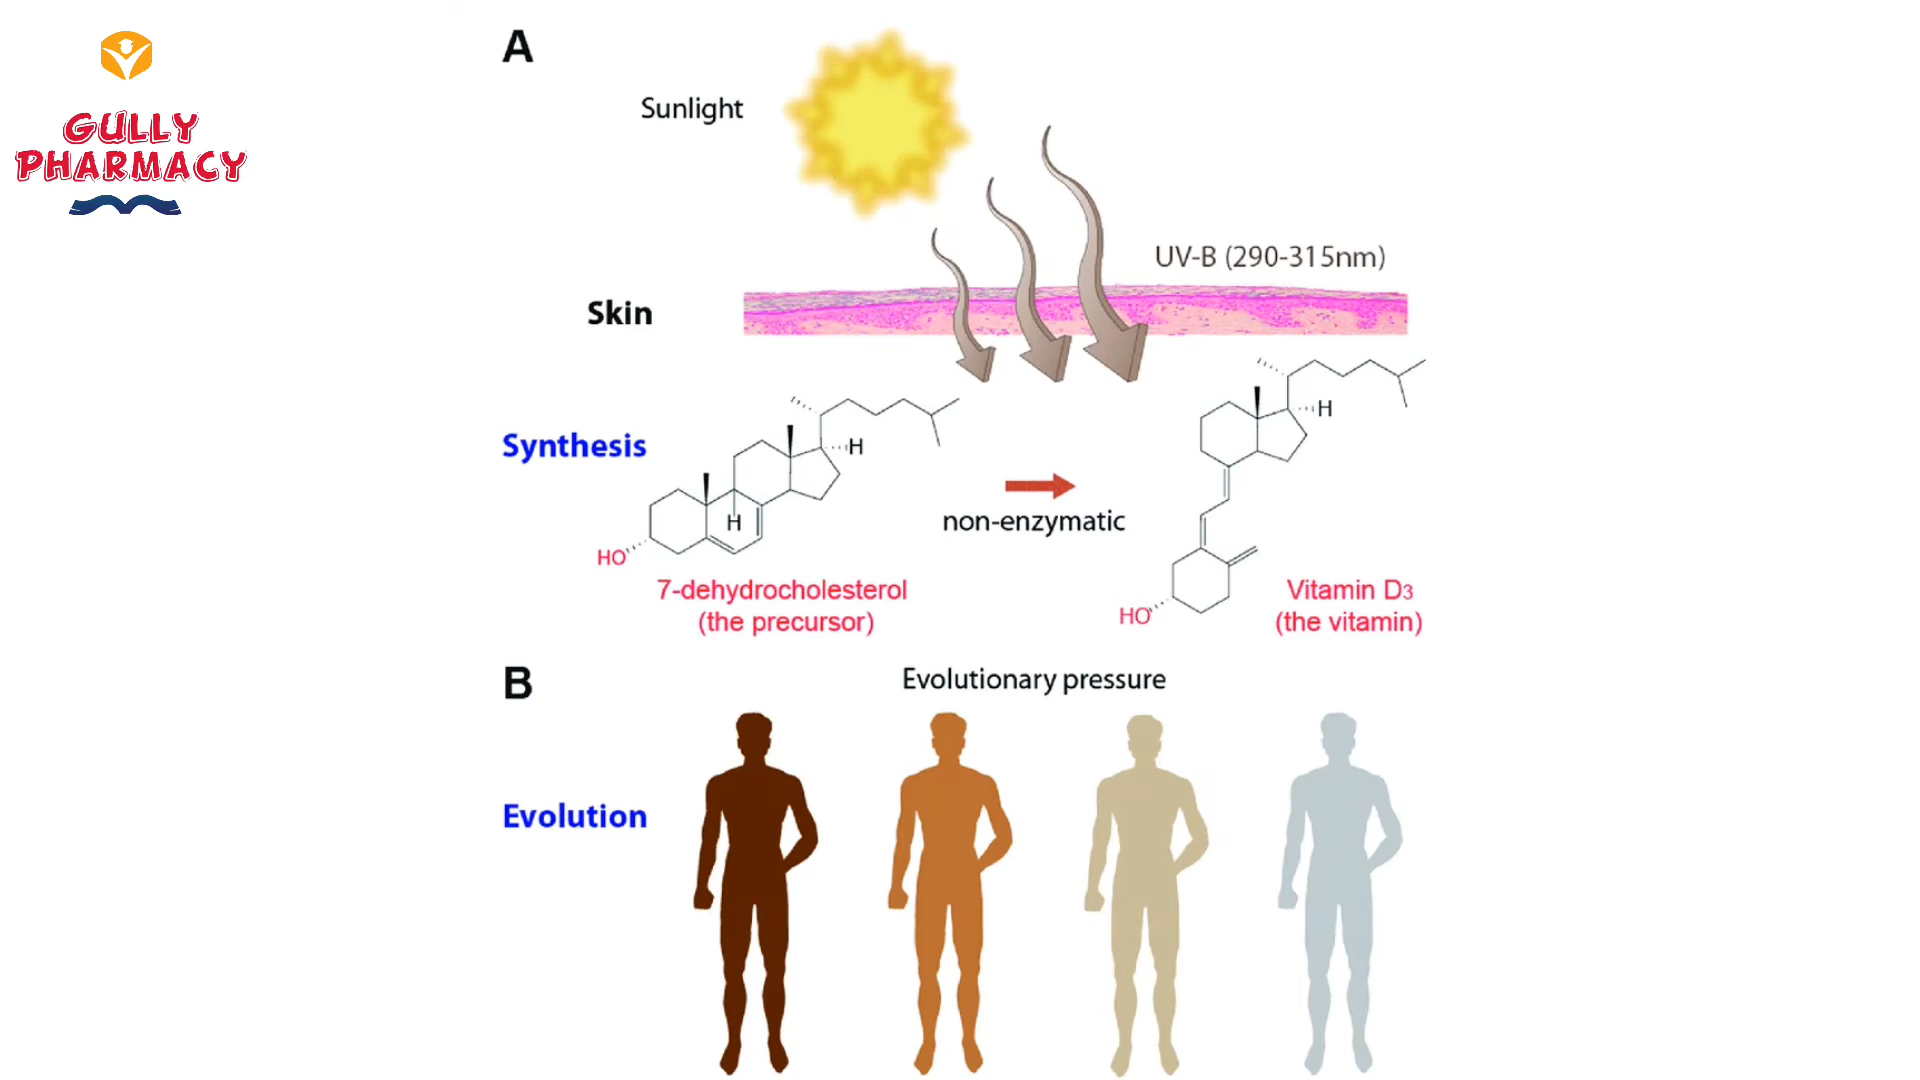 GULLY
PHARMACY
A
Sunlight
UV-B (290-315nm)
Skin
H
Synthesis
H
H
non-enzymatic
HO
7-dehydrocholesterol
(the precursor)
HO
Vitamin D3
(the vitamin)
B
Evolutionary pressure
Evolution